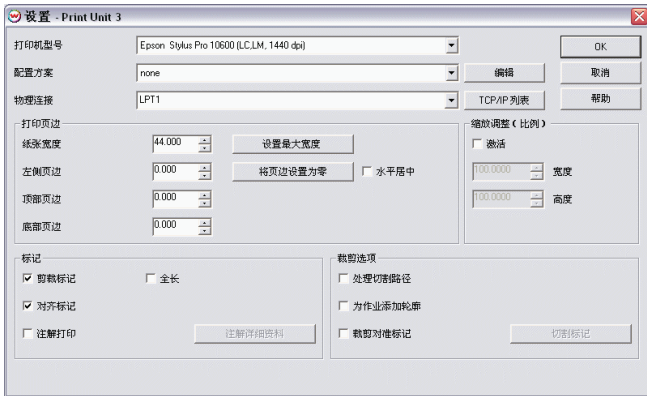 设置 - Print Unit 3
打印机型号 Epson Stylus Pro 10600 (LC,LM, 1440 dpi) OK
配置方案 none 编辑 取消
物理连接 LPT1 TCP/IP 列表 帮助
打印页边 缩放调整（比例）
纸张宽度 44.000 设置最大宽度 激活
左侧页边 0.000 将页边设置为零 水平居中 100.0000 宽度
顶部页边 0.000 100.0000 高度
底部页边 0.000
标记 裁剪选项
剪裁标记 全长 处理切割路径
对齐标记 为作业添加轮廓
注解打印 注解详细资料 裁剪对准标记 切割标记